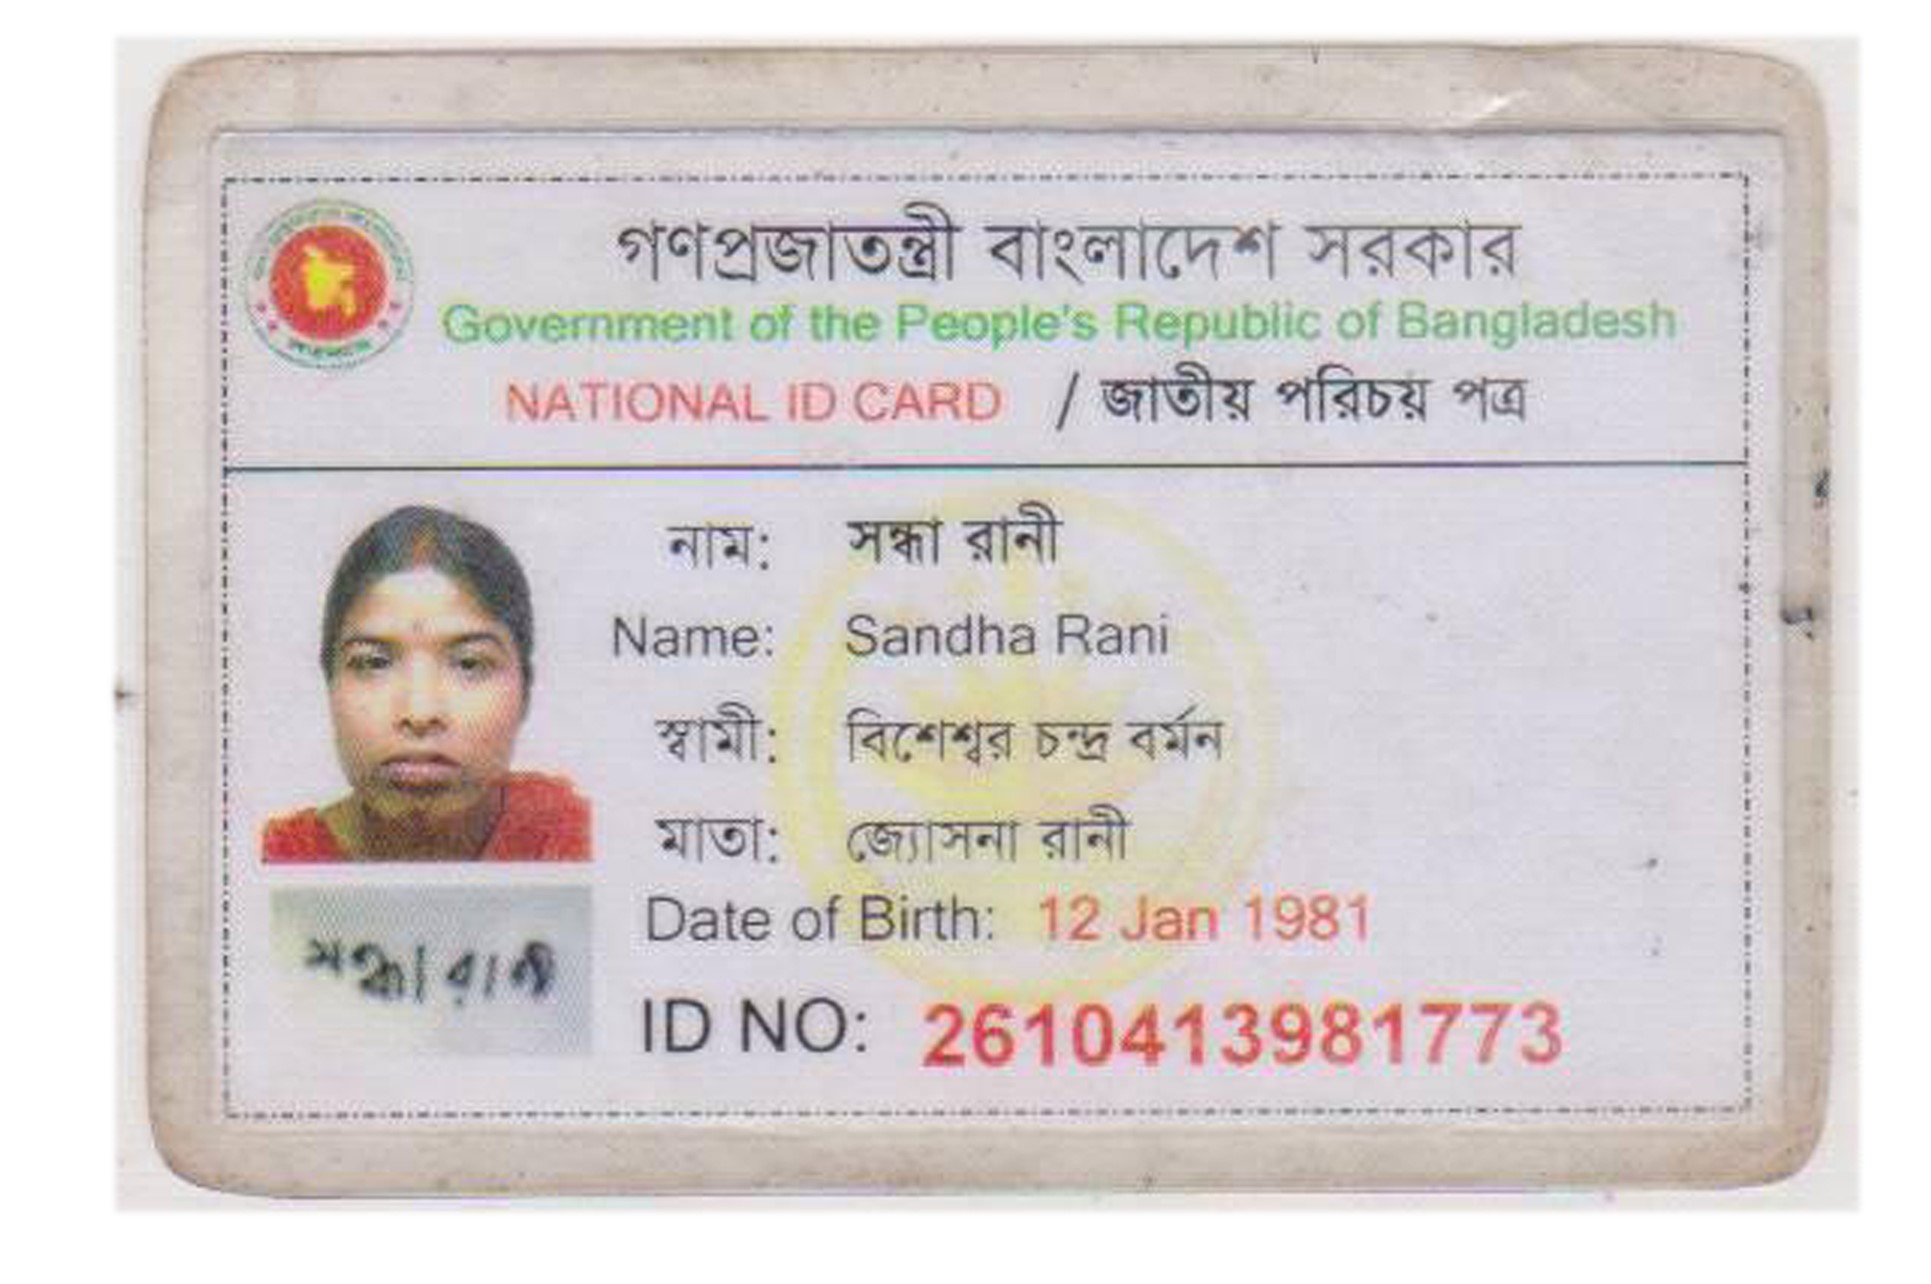 গণপ্রজাতন্ত্রী বাংলাদেশ সরকার
Government of the People's Republic of Bangladesh
NATIONAL ID CARD / জাতীয় পরিচয় পত্র
নাম: সন্ধা রানী
Name: Sandha Rani
স্বামী: বিশেশ্বর চন্দ্র বর্মন
মাতা: জ্যোসনা রানী
Date of Birth: 12 Jan 1981
সন্ধা রানী
ID NO: 2610413981773